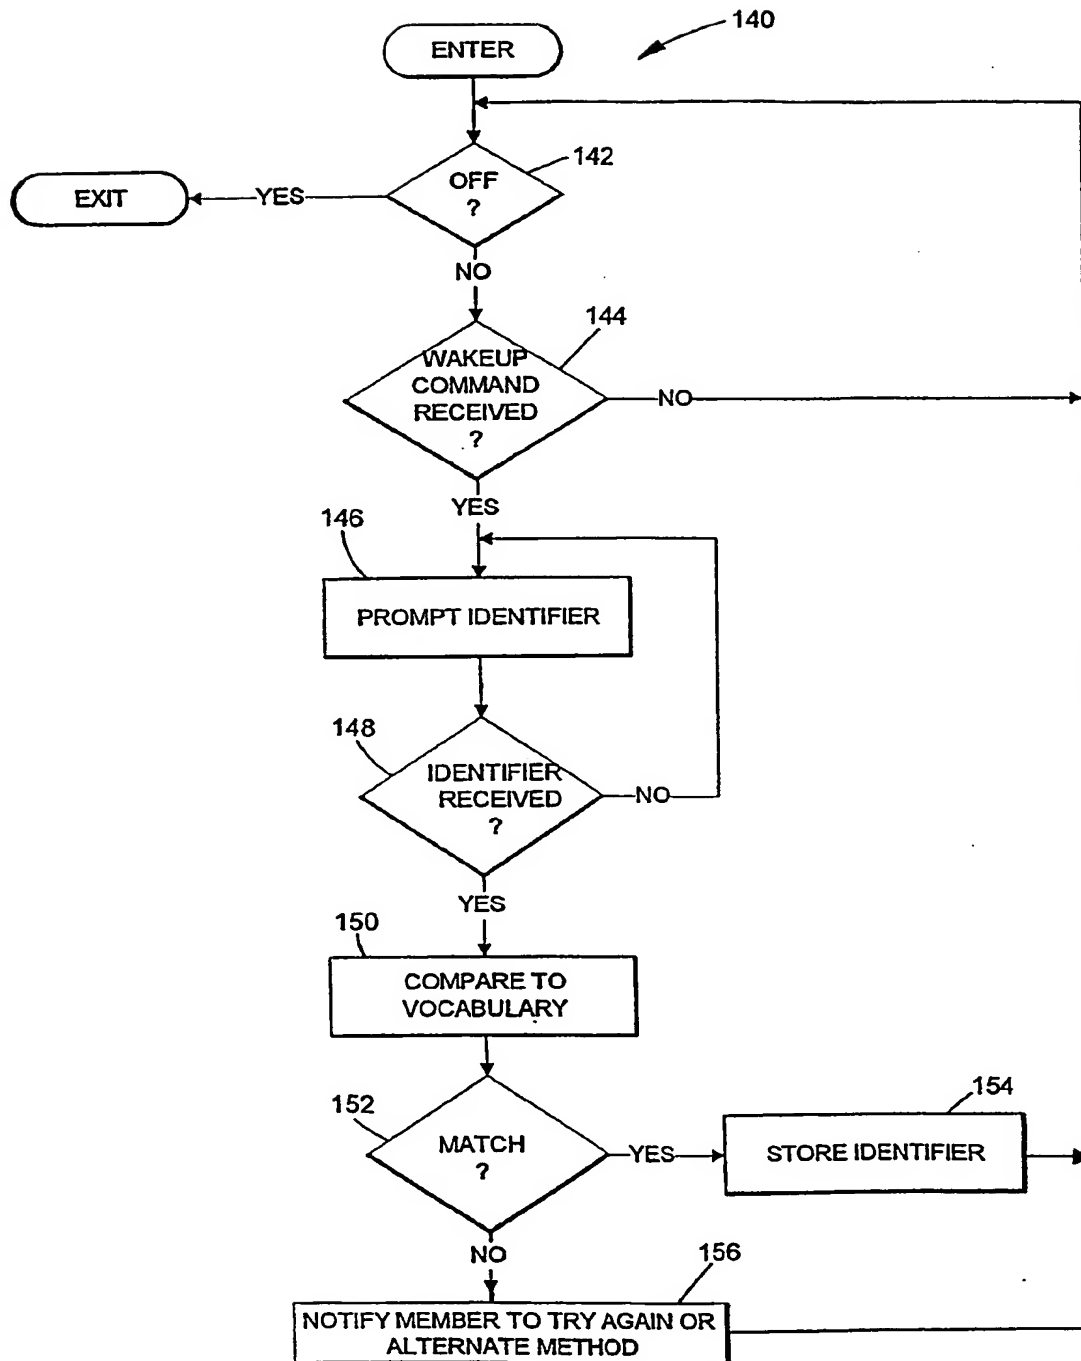 140
ENTER
142
OFF
?
YES
EXIT
NO
144
WAKEUP
COMMAND
RECEIVED
?
NO
YES
146
PROMPT IDENTIFIER
148
IDENTIFIER
RECEIVED
?
NO
YES
150
COMPARE TO
VOCABULARY
152
MATCH
?
YES
154
STORE IDENTIFIER
NO
156
NOTIFY MEMBER TO TRY AGAIN OR
ALTERNATE METHOD